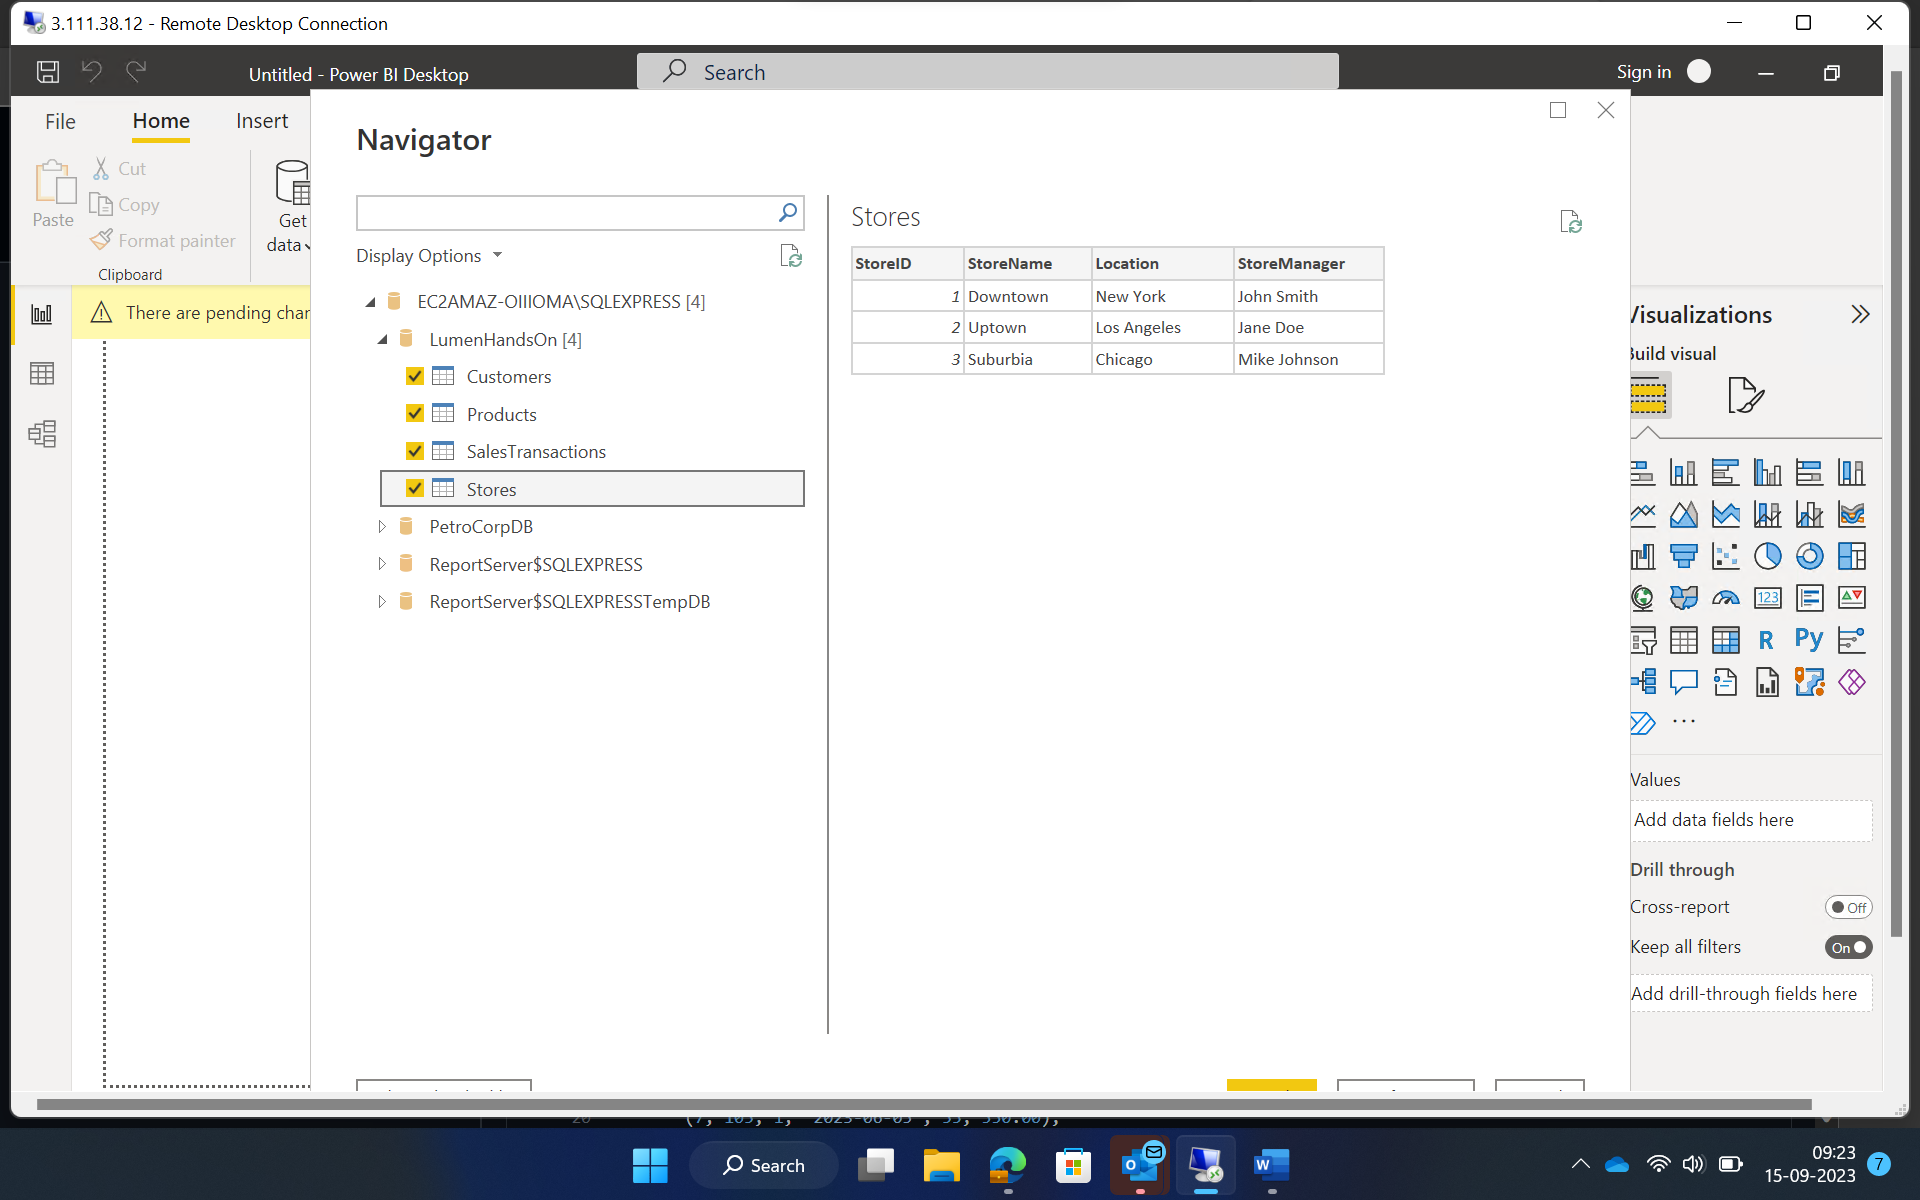 3.111.38.12 - Remote Desktop Connection
Untitled - Power BI Desktop
Search
Sign in
File
Home
Insert
Paste
Cut
Copy
Format painter
Clipboard
Get
data
There are pending char
Navigator
Display Options
EC2AMAZ-OIIIOMA\SQLEXPRESS [4]
LumenHandsOn [4]
Customers
Products
SalesTransactions
Stores
PetroCorpDB
ReportServer$SQLEXPRESS
ReportServer$SQLEXPRESSTempDB
Stores
StoreID StoreName Location StoreManager
1 Downtown New York John Smith
2 Uptown Los Angeles Jane Doe
3 Suburbia Chicago Mike Johnson
Visualizations
Build visual
123
R
Py
Values
Add data fields here
Drill through
Cross-report
Off
Keep all filters
On
Add drill-through fields here
Search
09:23
15-09-2023
7